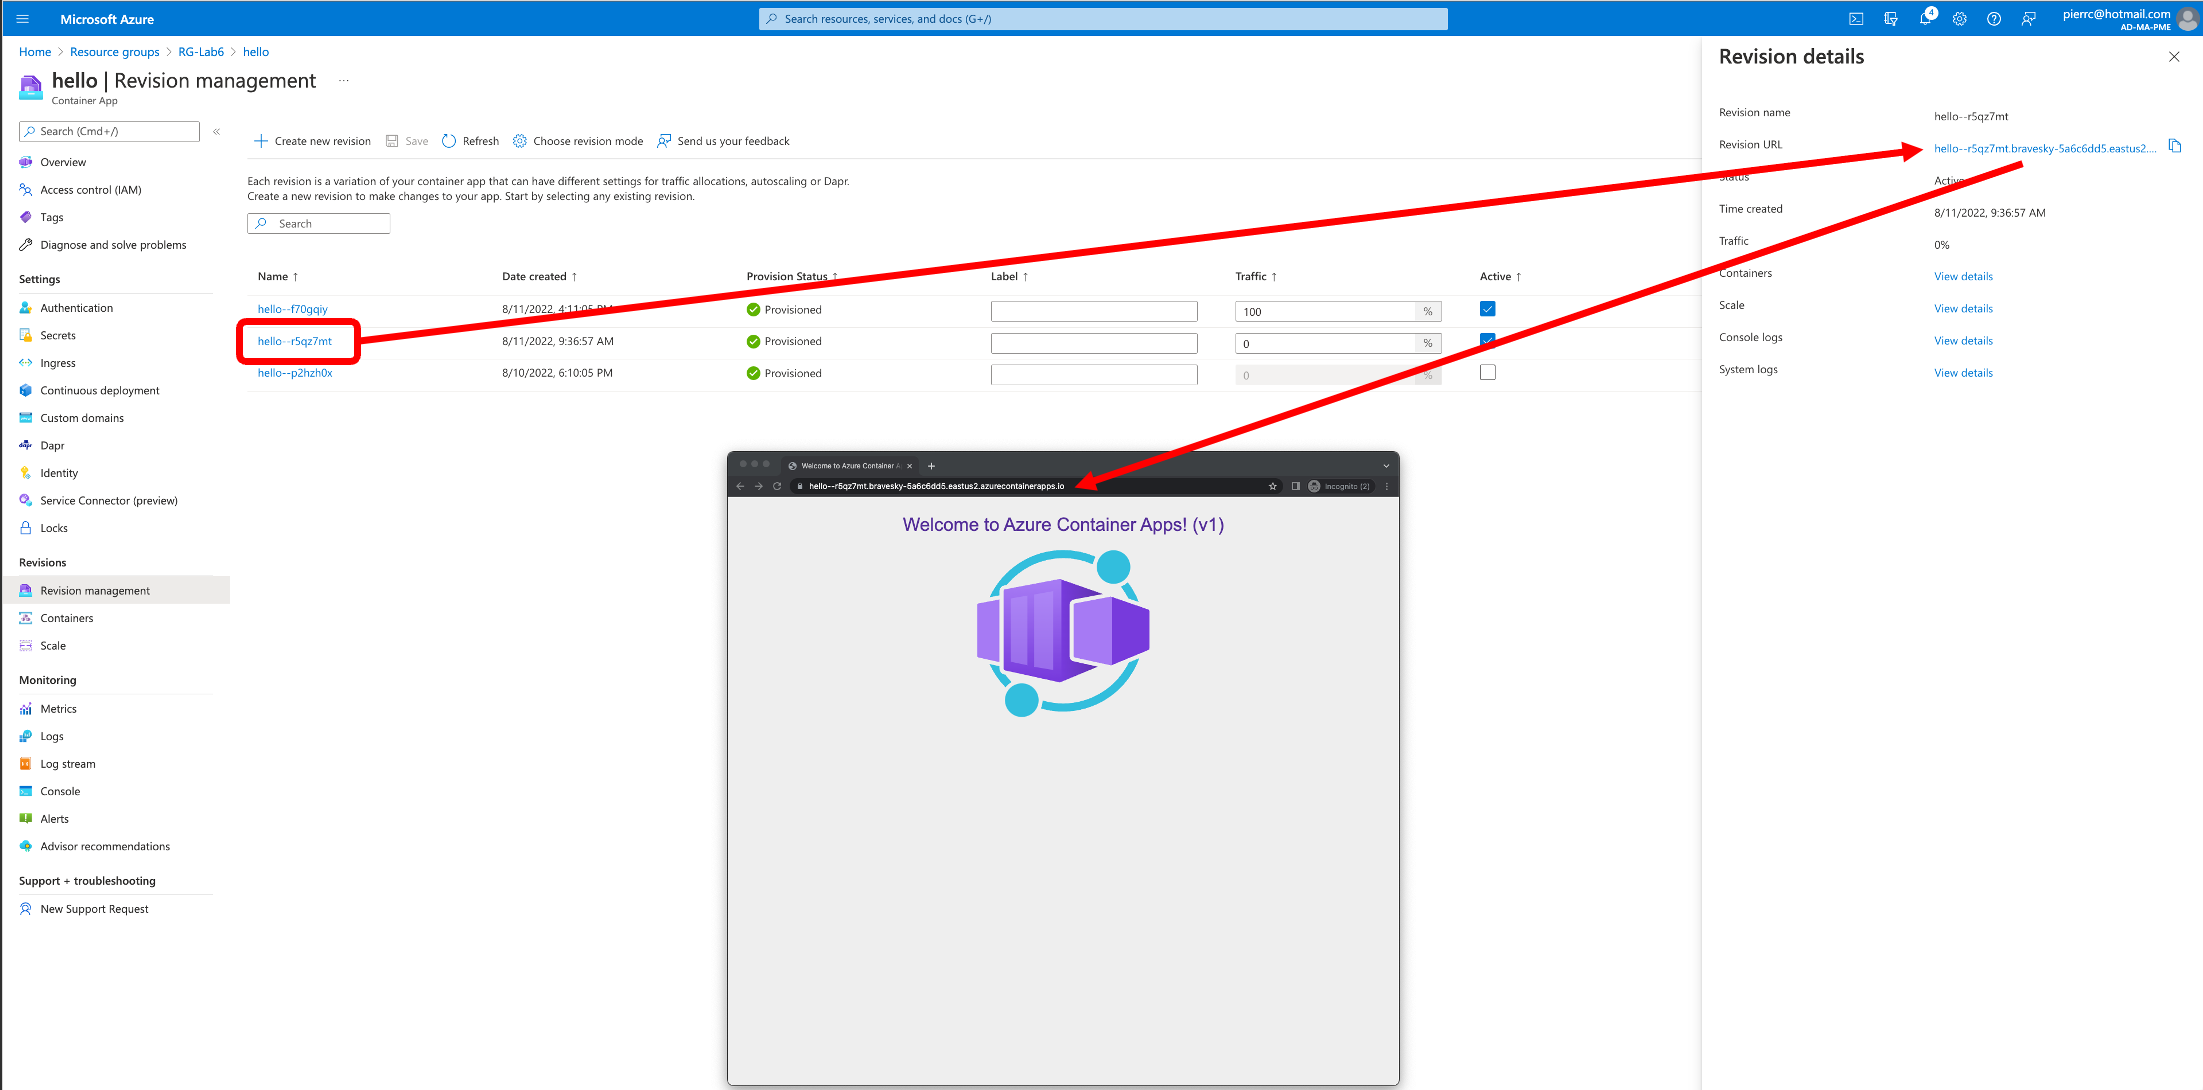 Microsoft Azure
Search resources, services, and docs (G+/)
4
pierrc@hotmail.com
AD-MA-PME
Home > Resource groups > RG-Lab6 > hello
hello | Revision management ...
Container App
Search (Cmd+/)
Overview
Access control (IAM)
Tags
Diagnose and solve problems
Settings
Authentication
Secrets
Ingress
Continuous deployment
Custom domains
Dapr
Identity
Service Connector (preview)
Locks
Revisions
Revision management
Containers
Scale
Monitoring
Metrics
Logs
Log stream
Console
Alerts
Advisor recommendations
Support + troubleshooting
New Support Request
Create new revision Save Refresh Choose revision mode Send us your feedback
Each revision is a variation of your container app that can have different settings for traffic allocations, autoscaling or Dapr.
Create a new revision to make changes to your app. Start by selecting any existing revision.
Search
Name ↑ Date created ↑ Provision Status ↑ Label ↑ Traffic ↑ Active ↑
hello--f70gqiy 8/11/2022, 4:11:05 PM Provisioned 100 %
hello--r5qz7mt 8/11/2022, 9:36:57 AM Provisioned 0 %
hello--p2hzh0x 8/10/2022, 6:10:05 PM Provisioned 0 %
Welcome to Azure Container A
hello--r5qz7mt.bravesky-5a6c6dd5.eastus2.azurecontainerapps.io
Incognito (2)
Welcome to Azure Container Apps! (v1)
Revision details
Revision name hello--r5qz7mt
Revision URL hello--r5qz7mt.bravesky-5a6c6dd5.eastus2....
Status Active
Time created 8/11/2022, 9:36:57 AM
Traffic 0%
Containers View details
Scale View details
Console logs View details
System logs View details